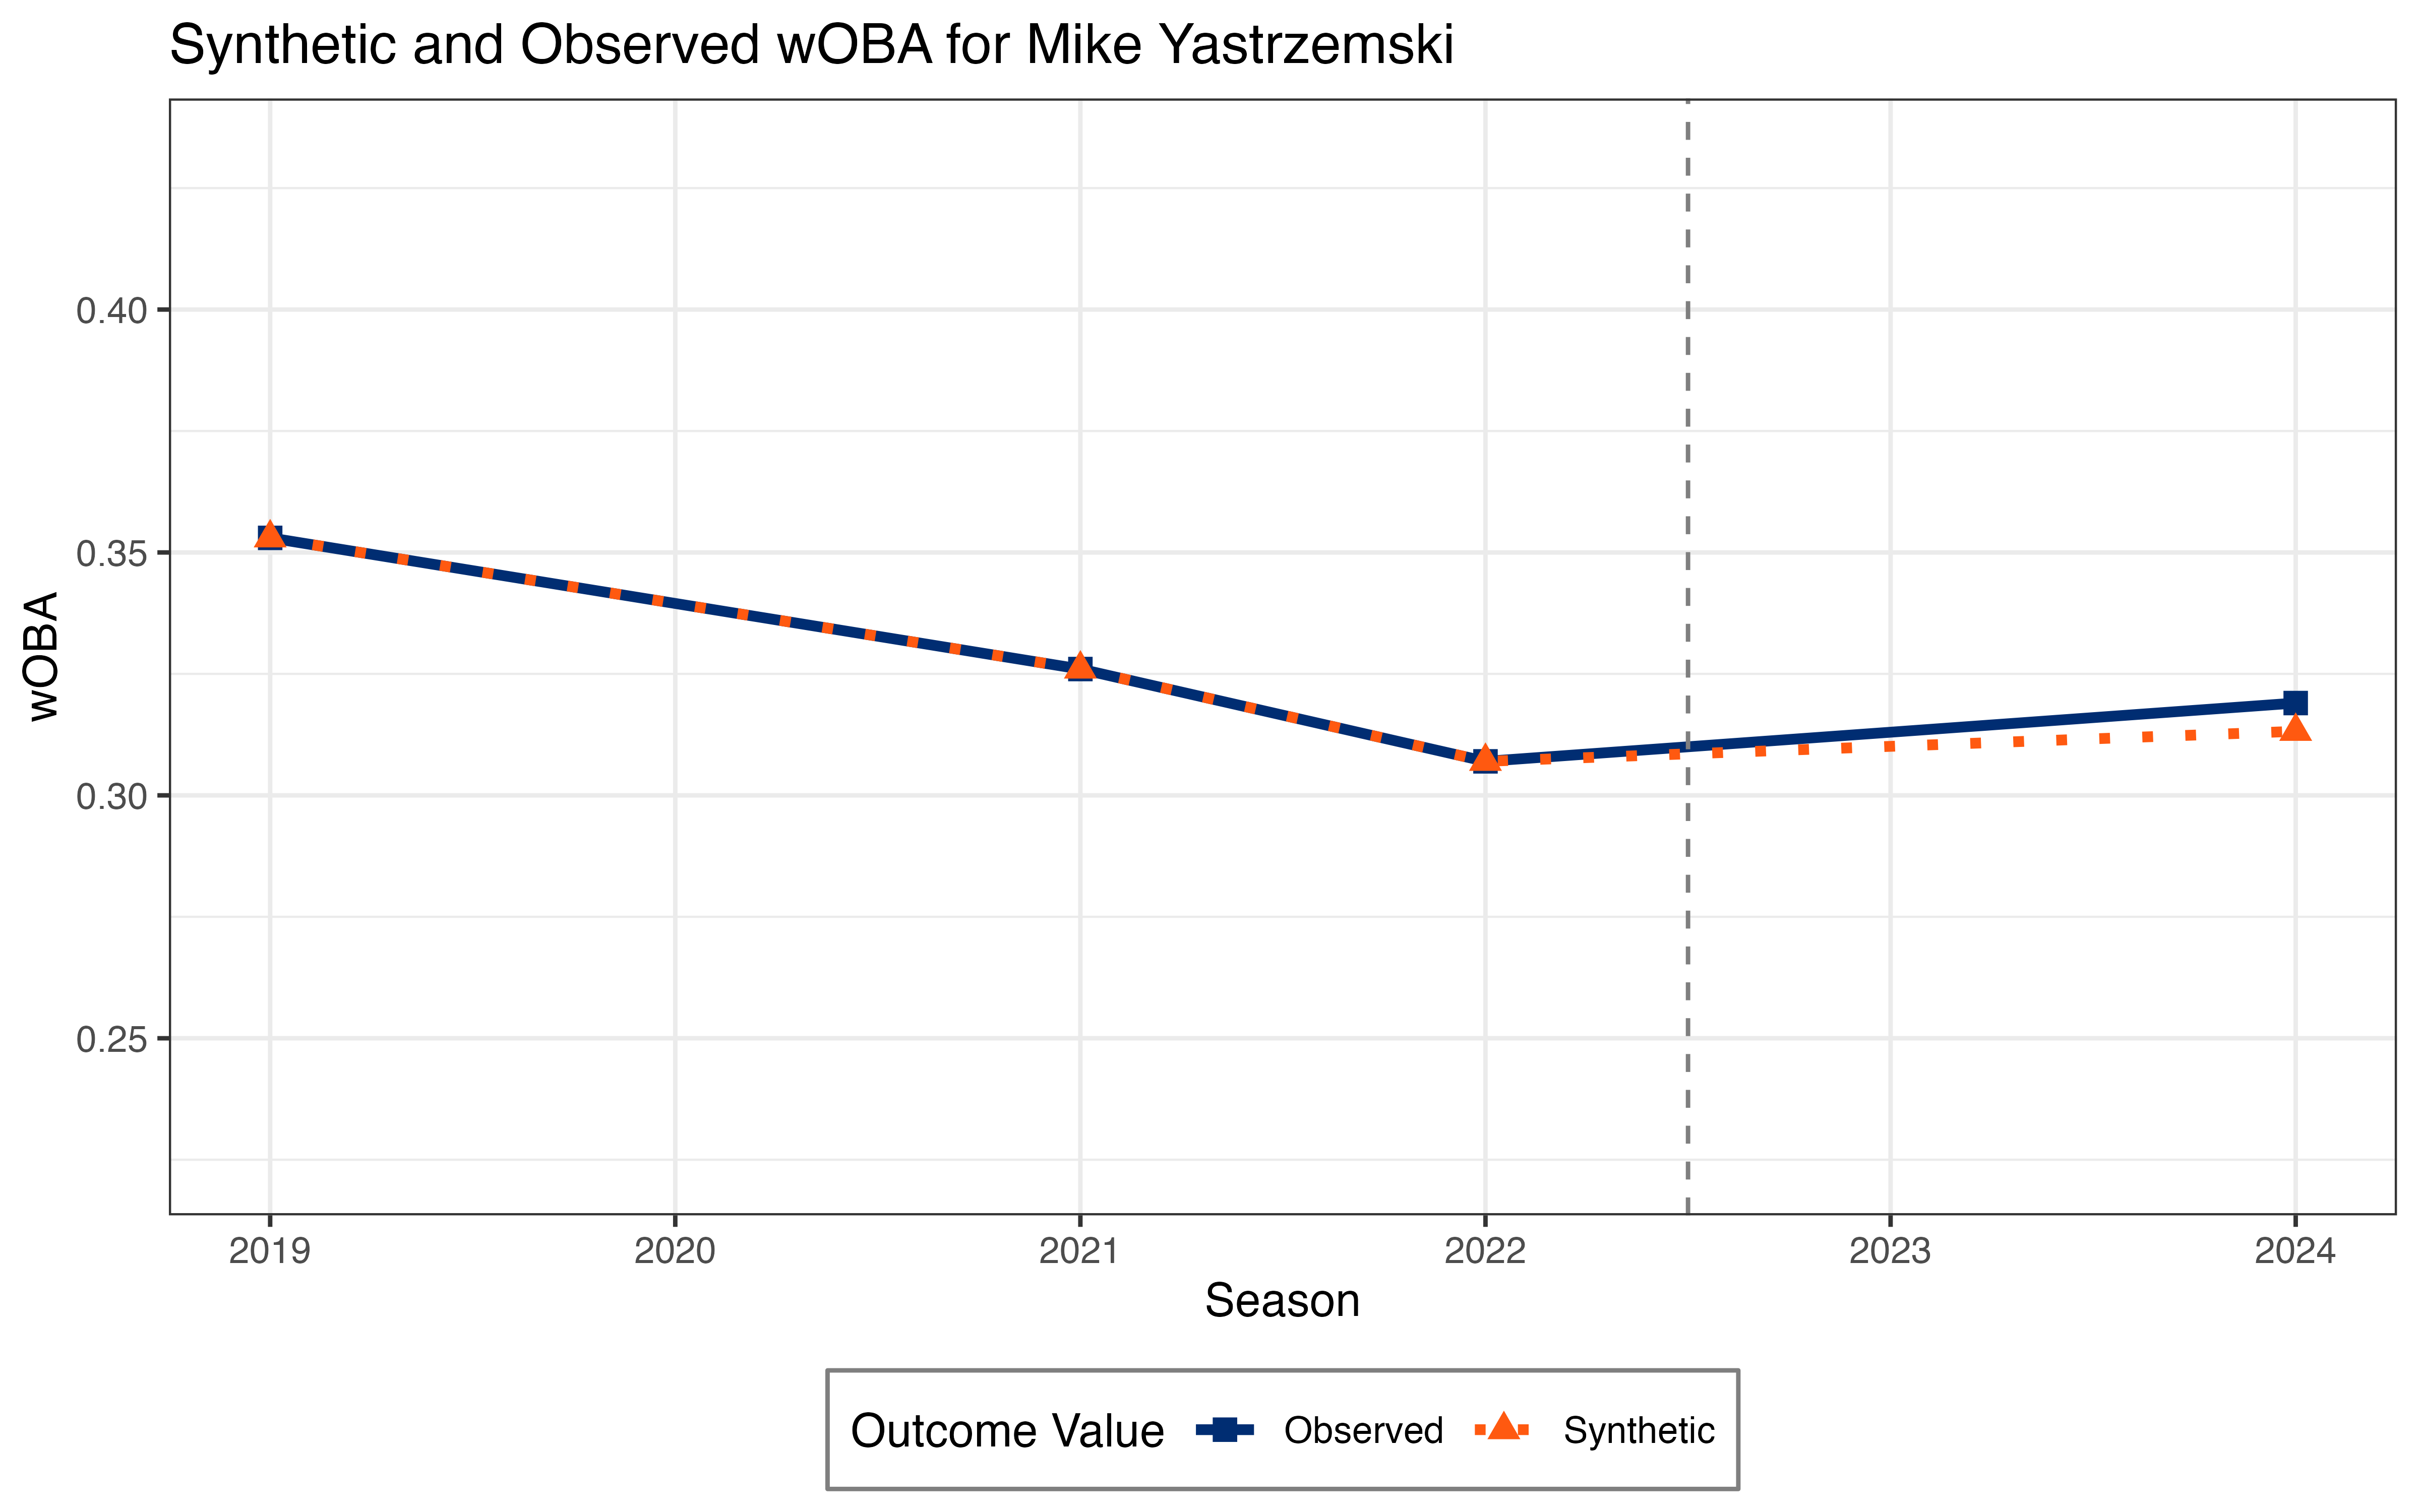 Synthetic and Observed wOBA for Mike Yastrzemski
wOBA
0.40
0.35
0.30
0.25
2019 2020 2021 2022 2023 2024
Season
Outcome Value Observed Synthetic